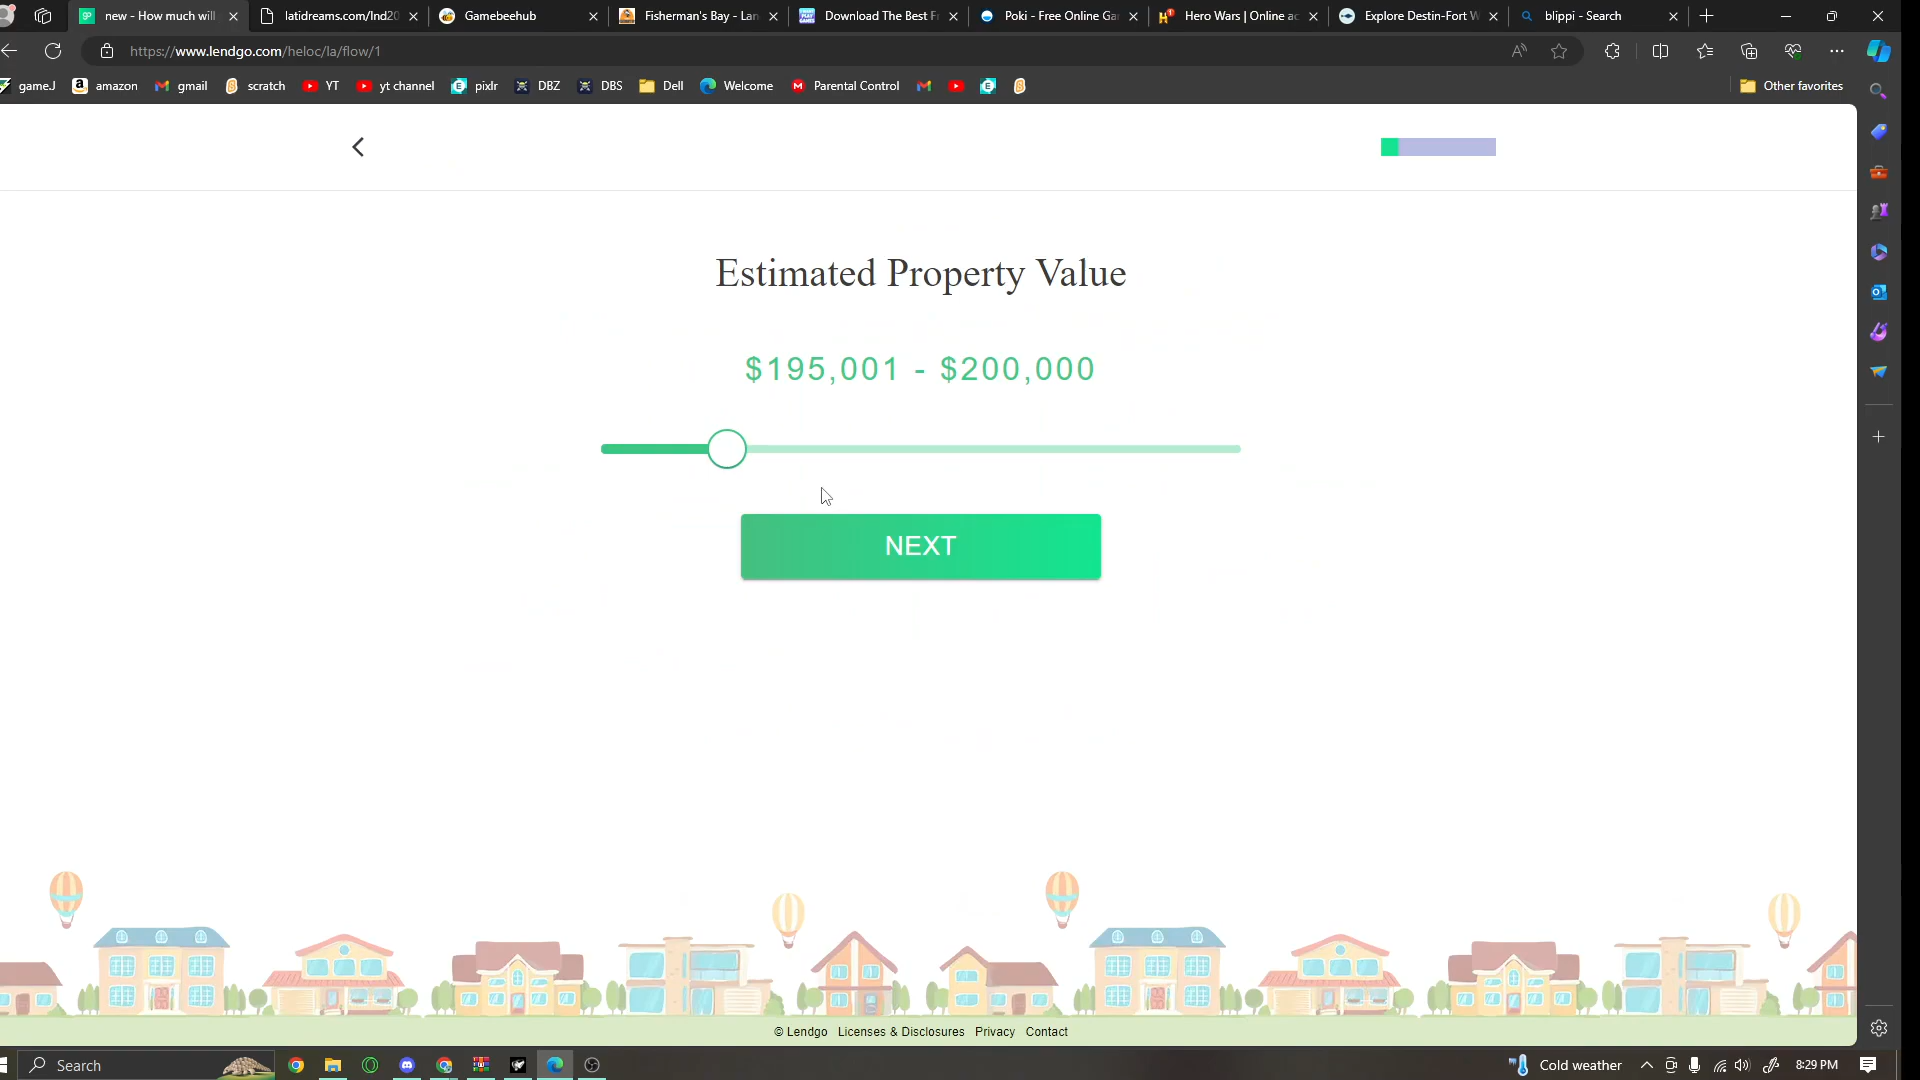 new - How much will
latidreams.com/lnd20
Gamebeehub
Fisherman's Bay - Lan
Download The Best F
Poki - Free Online Ga
Hero Wars | Online ac
Explore Destin-Fort W
blippi - Search
https://www.lendgo.com/heloc/la/flow/1
gameJ
amazon
gmail
scratch
YT
yt channel
pixlr
DBZ
DBS
Dell
Welcome
Parental Control
Other favorites
Estimated Property Value
$195,001 - $200,000
NEXT
© Lendgo Licenses & Disclosures Privacy Contact
Search
Cold weather
8:29 PM